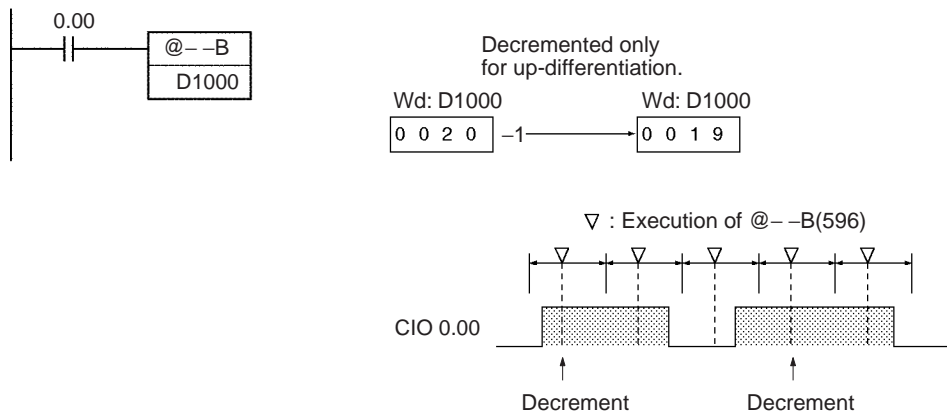 0.00
@– –B
D1000
Decremented only
for up-differentiation.
Wd: D1000
Wd: D1000
0 0 2 0 –1 0 0 1 9
▽ : Execution of @– –B(596)
CIO 0.00
Decrement
Decrement